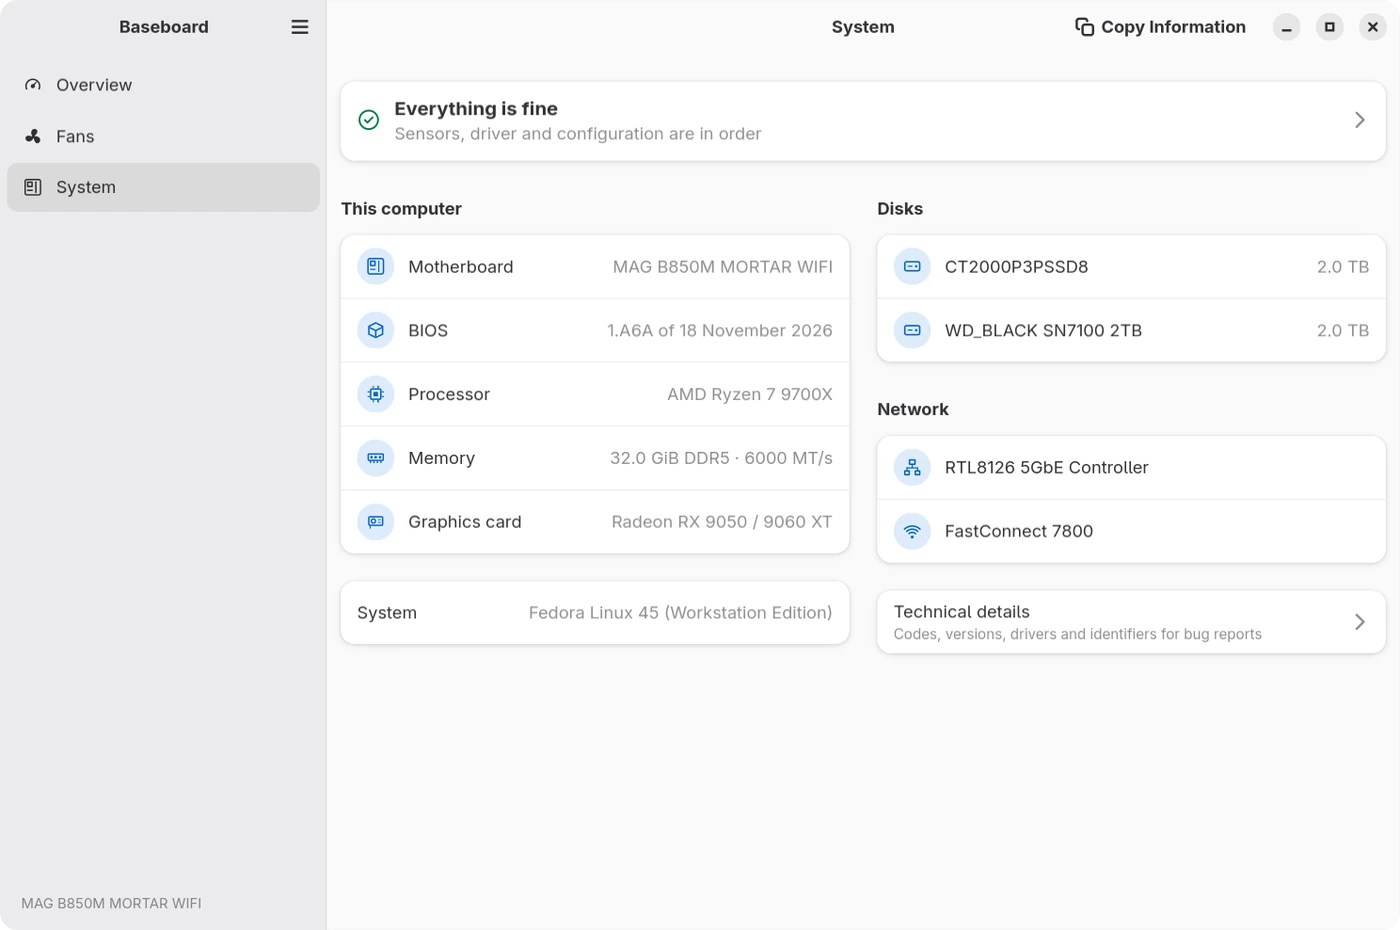 Baseboard
System
Copy Information
Overview
Fans
System
Everything is fine
Sensors, driver and configuration are in order
This computer
Motherboard MAG B850M MORTAR WIFI
BIOS 1.A6A of 18 November 2026
Processor AMD Ryzen 7 9700X
Memory 32.0 GiB DDR5 · 6000 MT/s
Graphics card Radeon RX 9050 / 9060 XT
System Fedora Linux 45 (Workstation Edition)
Disks
CT2000P3PSSD8 2.0 TB
WD_BLACK SN7100 2TB 2.0 TB
Network
RTL8126 5GbE Controller
FastConnect 7800
Technical details
Codes, versions, drivers and identifiers for bug reports
MAG B850M MORTAR WIFI